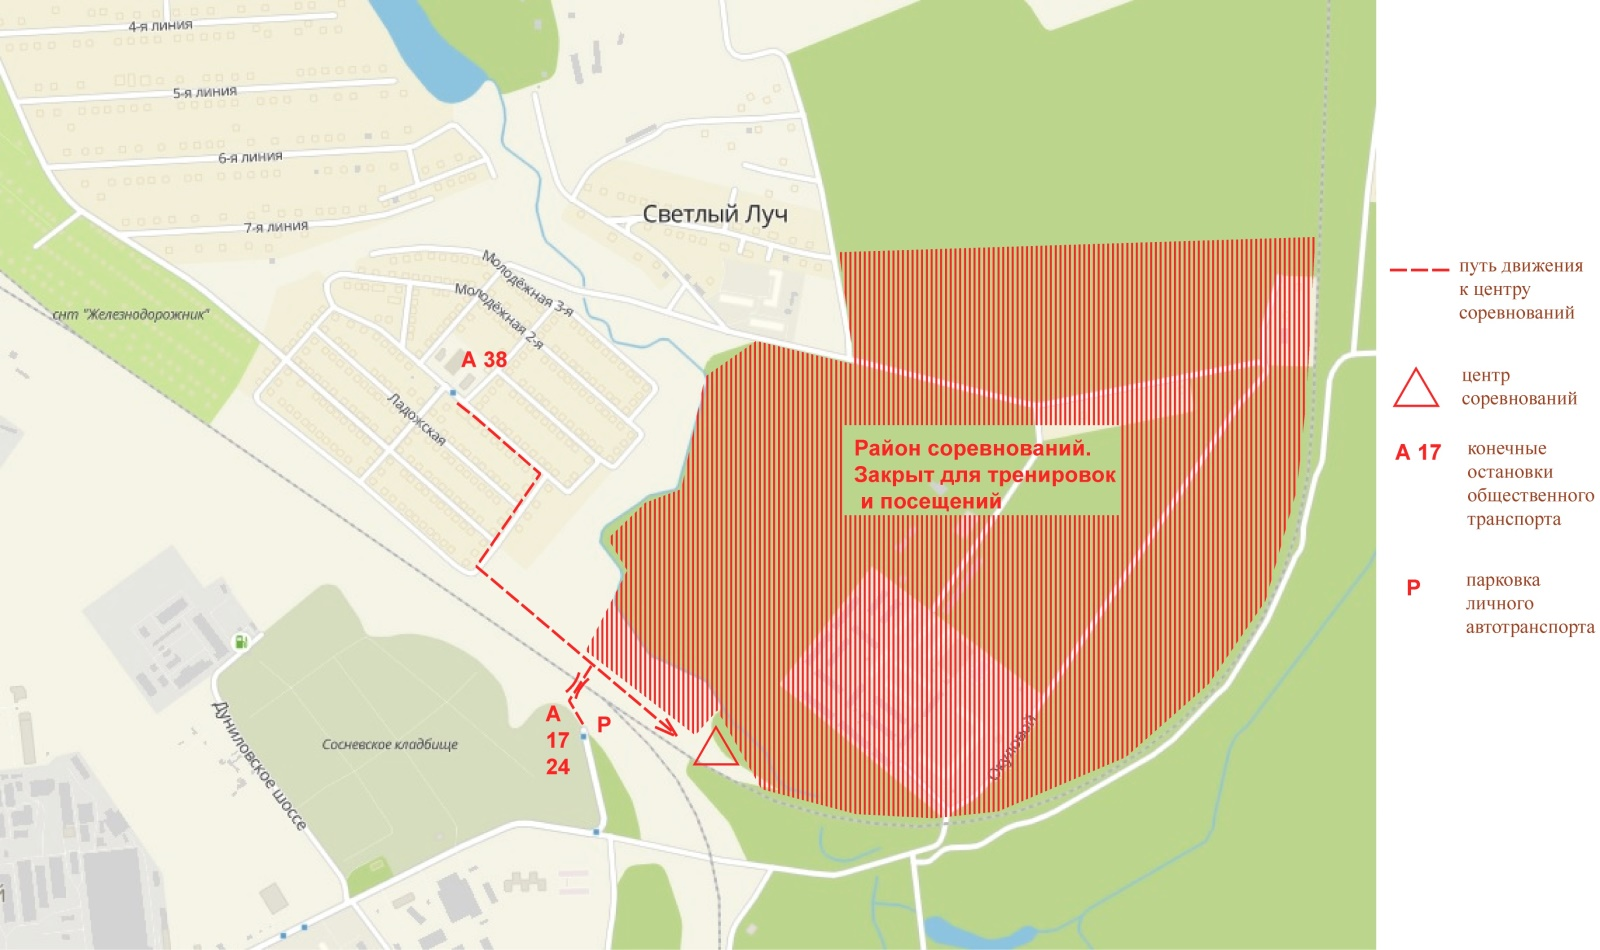 4-я линия
5-я линия
6-я линия
7-я линия
Светлый Луч
Молодёжная 3-я
Молодёжная 2-я
снт "Железнодорожник"
А 38
Ладожская
Район соревнований.
Закрыт для тренировок
и посещений
А
17
24
Р
Сосневское кладбище
Дуниловское шоссе
Окуловой
й
путь движения
к центру
соревнований
центр
соревнований
А 17
конечные
остановки
общественного
транспорта
Р
парковка
личного
автотранспорта